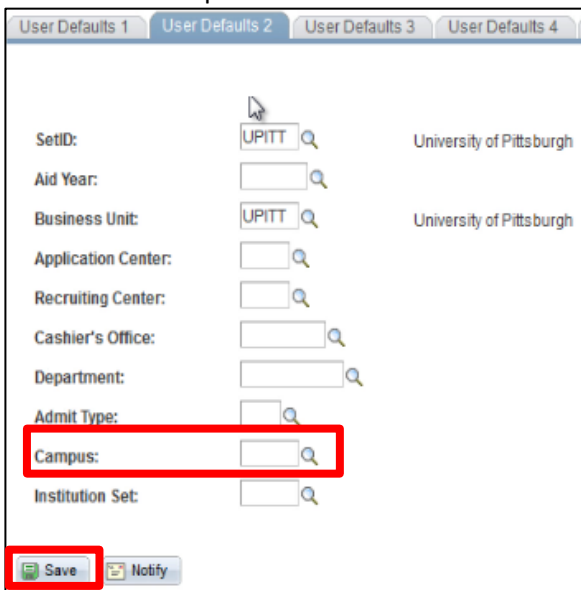 User Defaults 1 User Defaults 2 User Defaults 3 User Defaults 4
SetID: UPITT University of Pittsburgh
Aid Year:
Business Unit: UPITT University of Pittsburgh
Application Center:
Recruiting Center:
Cashier's Office:
Department:
Admit Type:
Campus:
Institution Set:
Save Notify